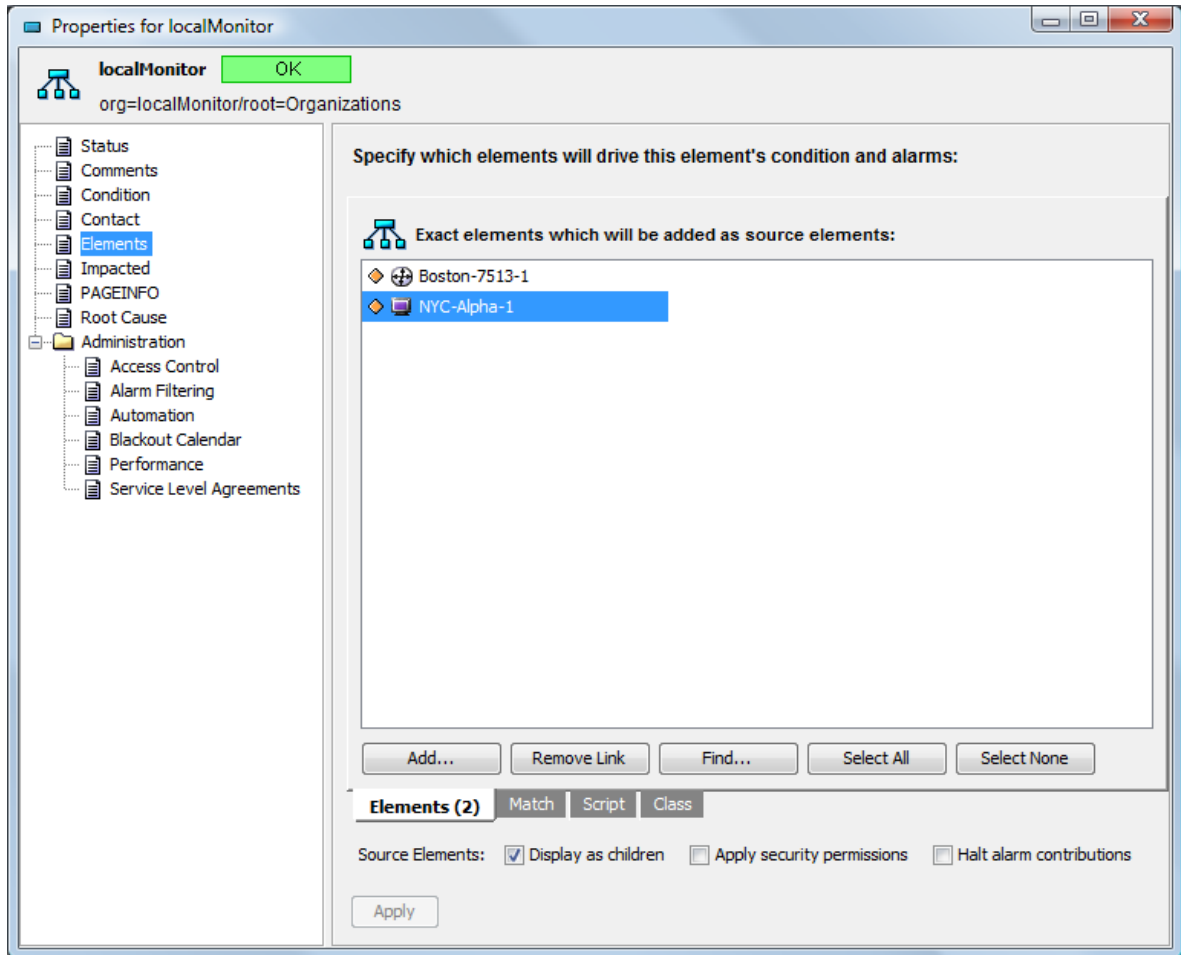 Properties for localMonitor
localMonitor OK
org=localMonitor/root=Organizations
Status
Comments
Condition
Contact
Elements
Impacted
PAGEINFO
Root Cause
Administration
Access Control
Alarm Filtering
Automation
Blackout Calendar
Performance
Service Level Agreements
Specify which elements will drive this element's condition and alarms:
Exact elements which will be added as source elements:
Boston-7513-1
NYC-Alpha-1
Add... Remove Link Find... Select All Select None
Elements (2) Match Script Class
Source Elements: Display as children Apply security permissions Halt alarm contributions
Apply